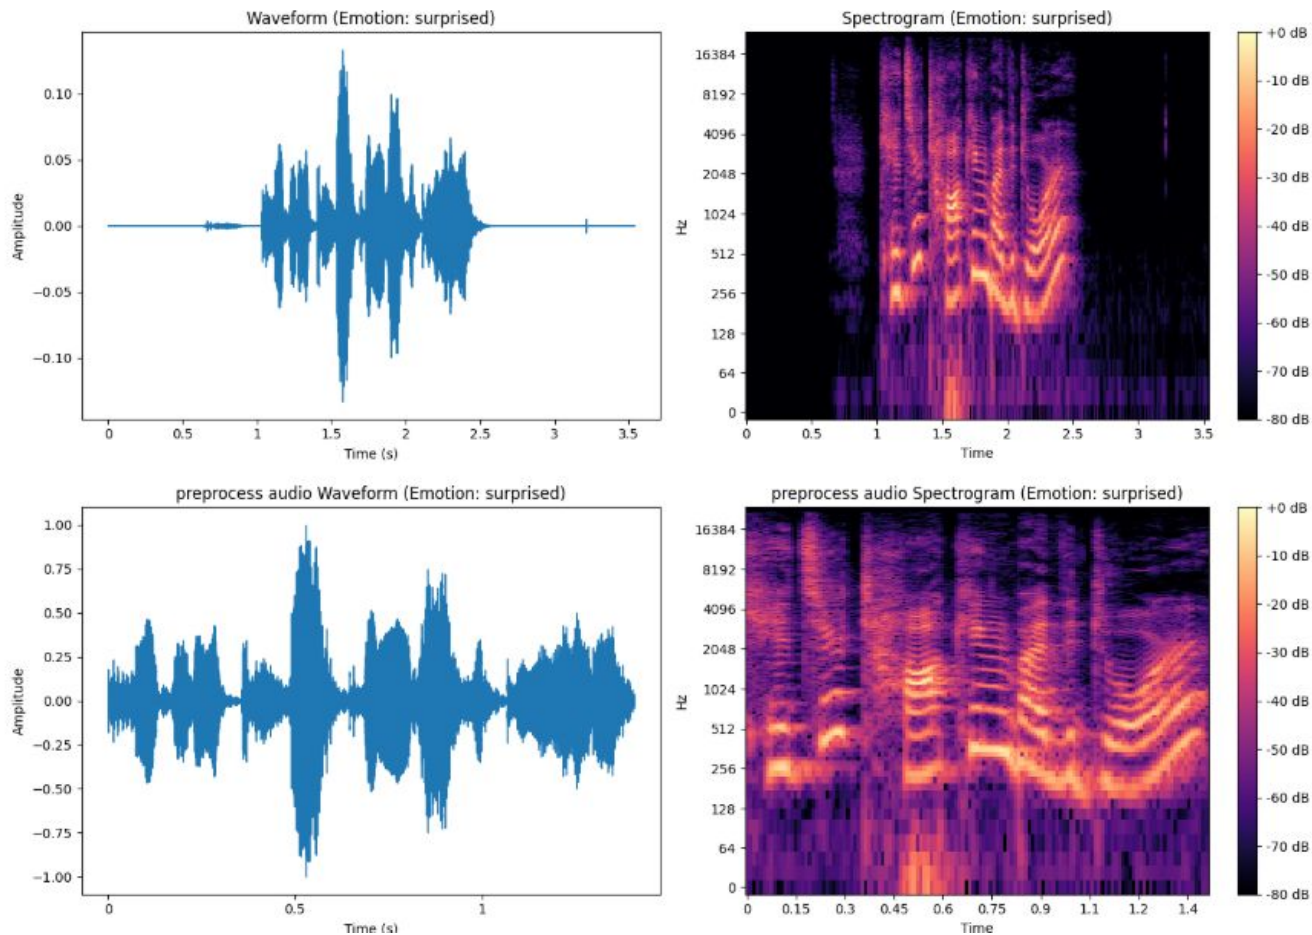 Waveform (Emotion: surprised)
0.10
0.05
0.00
−0.05
−0.10
Amplitude
0
0.5
1
1.5
2
2.5
3
3.5
Time (s)
Spectrogram (Emotion: surprised)
16384
8192
4096
2048
1024
512
256
128
64
0
Hz
0
0.5
1
1.5
2
2.5
3
3.5
Time
+0 dB
-10 dB
-20 dB
-30 dB
-40 dB
-50 dB
-60 dB
-70 dB
-80 dB
preprocess audio Waveform (Emotion: surprised)
1.00
0.75
0.50
0.25
0.00
−0.25
−0.50
−0.75
−1.00
Amplitude
0
0.5
1
Time (s)
preprocess audio Spectrogram (Emotion: surprised)
16384
8192
4096
2048
1024
512
256
128
64
0
Hz
0
0.15
0.3
0.45
0.6
0.75
0.9
1
1.2
1.4
Time
+0 dB
-10 dB
-20 dB
-30 dB
-40 dB
-50 dB
-60 dB
-70 dB
-80 dB